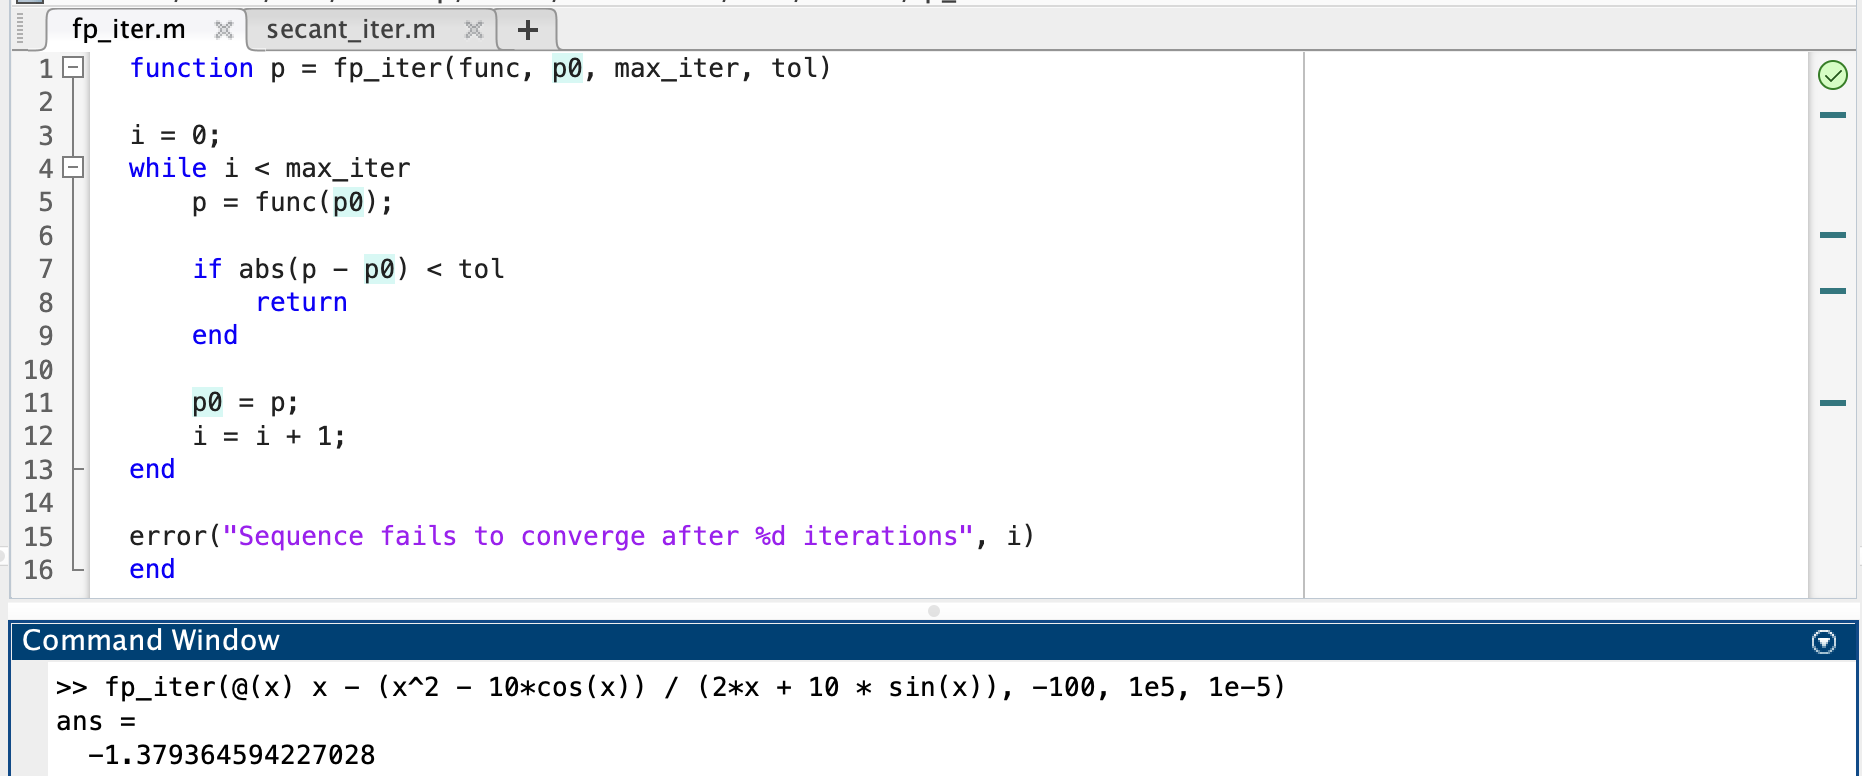 fp_iter.m secant_iter.m +
1 function p = fp_iter(func, p0, max_iter, tol)
2
3 i = 0;
4 while i < max_iter
5 p = func(p0);
6
7 if abs(p - p0) < tol
8 return
9 end
10
11 p0 = p;
12 i = i + 1;
13 end
14
15 error("Sequence fails to converge after %d iterations", i)
16 end
Command Window
>> fp_iter(@(x) x - (x^2 - 10*cos(x)) / (2*x + 10 * sin(x)), -100, 1e5, 1e-5)
ans =
-1.379364594227028